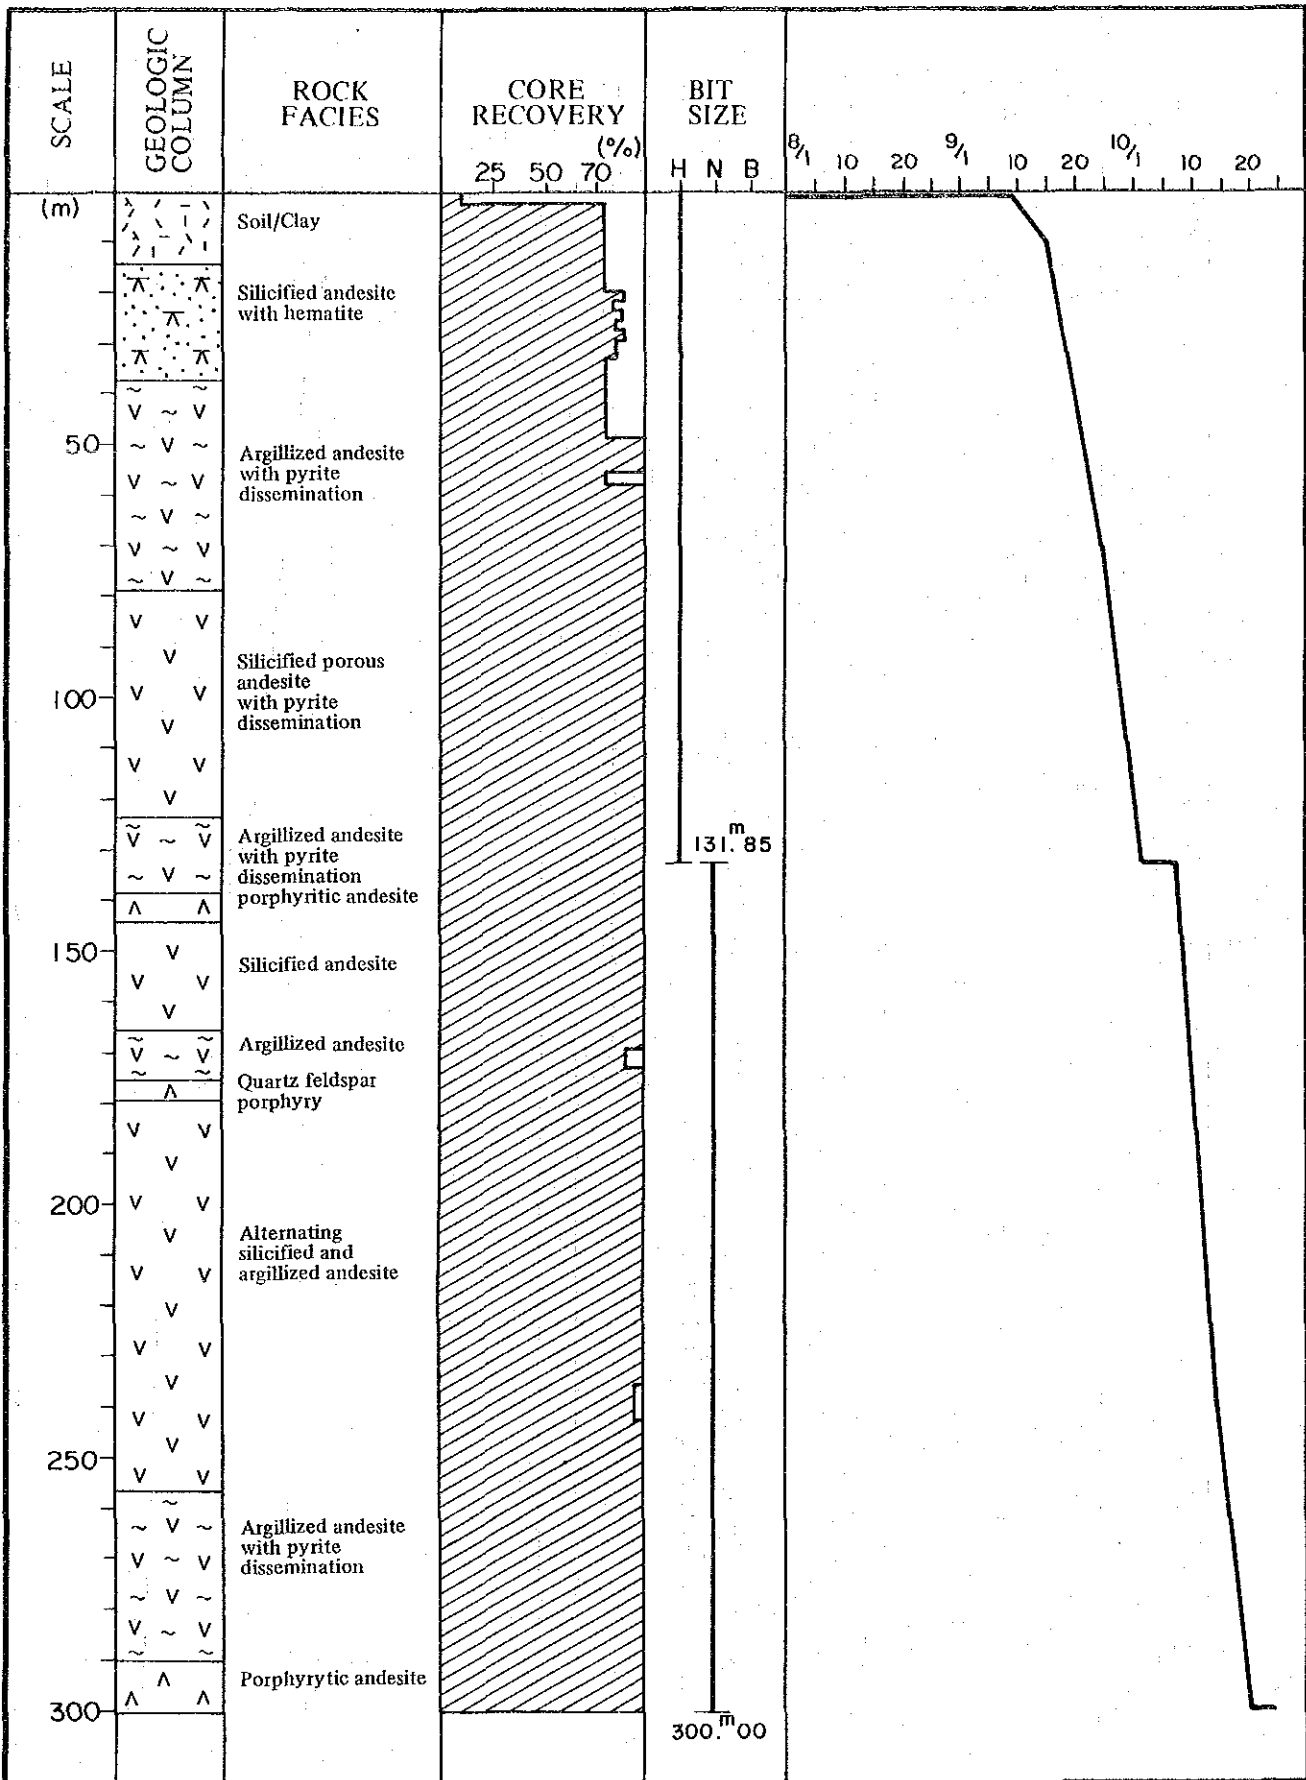 SCALE
GEOLOGIC
COLUMN
ROCK
FACIES
CORE
RECOVERY
(%)
25 50 70
BIT
SIZE
H N B
8/1 10 20 9/1 10 20 10/1 10 20
(m)
Soil/Clay
Silicified andesite
with hematite
50
Argillized andesite
with pyrite
dissemination
Silicified porous
andesite
with pyrite
dissemination
100
Argillized andesite
with pyrite
dissemination
porphyritic andesite
131.85 m
150
Silicified andesite
Argillized andesite
Quartz feldspar
porphyry
200
Alternating
silicified and
argillized andesite
250
Argillized andesite
with pyrite
dissemination
Porphyrytic andesite
300
300.00 m